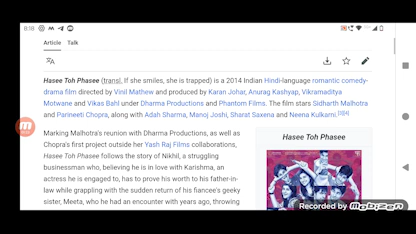 8:18
Article Talk
Hasee Toh Phasee (transl. If she smiles, she is trapped) is a 2014 Indian Hindi-language romantic comedy-
drama film directed by Vinil Mathew and produced by Karan Johar, Anurag Kashyap, Vikramaditya
Motwane and Vikas Bahl under Dharma Productions and Phantom Films. The film stars Sidharth Malhotra
and Parineeti Chopra, along with Adah Sharma, Manoj Joshi, Sharat Saxena and Neena Kulkarni.[3][4]
Marking Malhotra's reunion with Dharma Productions, as well as
Chopra's first project outside her Yash Raj Films collaborations,
Hasee Toh Phasee follows the story of Nikhil, a struggling
businessman who, believing he is in love with Karishma, an
actress he is engaged to, has to prove his worth to his father-in-
law while grappling with the sudden return of his fiancee's geeky
sister, Meeta, who he had an encounter with years ago, throwing
Hasee Toh Phasee
Recorded by Mobizen